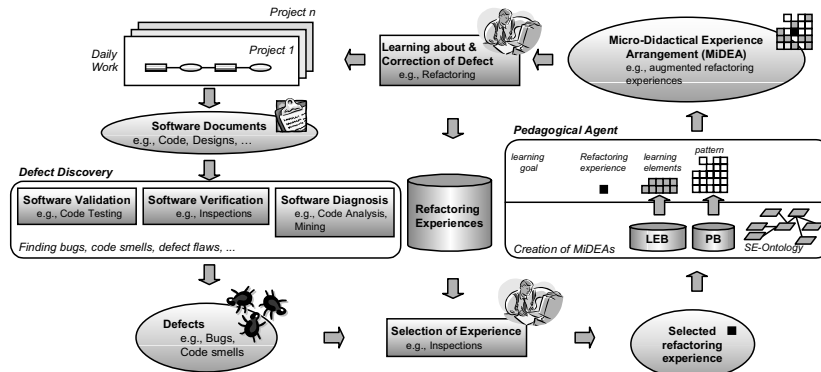 Project n
Project 1
Daily
Work
Learning about &
Correction of Defect
e.g., Refactoring
Micro-Didactical Experience
Arrangement (MiDEA)
e.g., augmented refactoring
experiences
Software Documents
e.g., Code, Designs, …
Defect Discovery
Software Validation
e.g., Code Testing
Software Verification
e.g., Inspections
Software Diagnosis
e.g., Code Analysis,
Mining
Finding bugs, code smells, defect flaws, ...
Refactoring
Experiences
Pedagogical Agent
learning
goal
Refactoring
experience
learning
elements
pattern
LEB
PB
SE-Ontology
Creation of MiDEAs
Defects
e.g., Bugs,
Code smells
Selection of Experience
e.g., Inspections
Selected
refactoring
experience